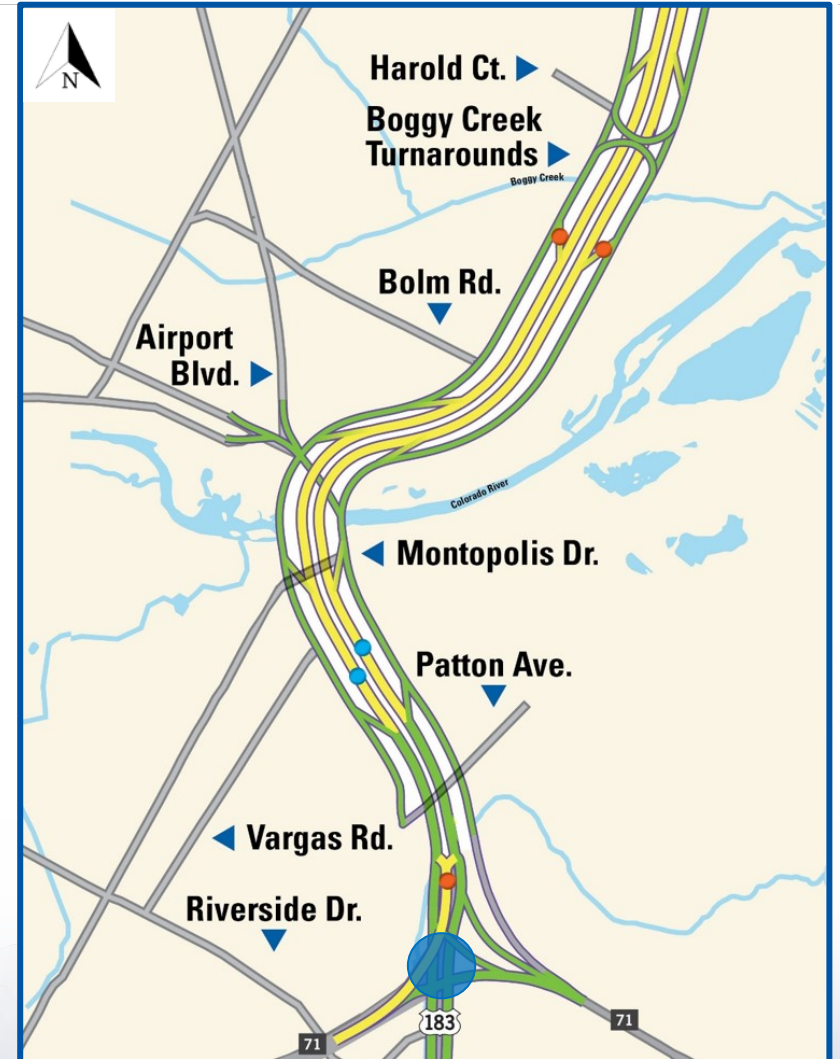 N
Harold Ct.
Boggy Creek
Turnarounds
Boggy Creek
Bolm Rd.
Airport
Blvd.
Colorado River
Montopolis Dr.
Patton Ave.
Vargas Rd.
Riverside Dr.
183
71
71